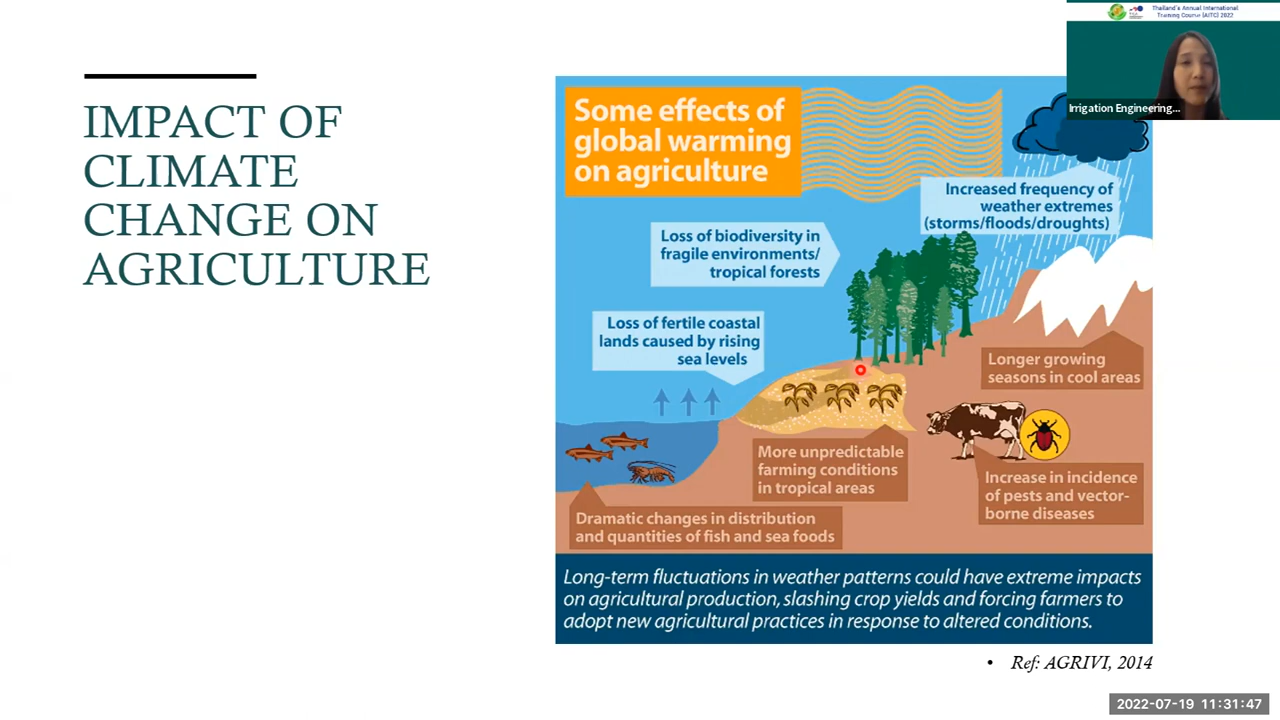 Thailand's Annual International
Training Course (AITC) 2022
Irrigation Engineering...
IMPACT OF
CLIMATE
CHANGE ON
AGRICULTURE
Some effects of
global warming
on agriculture
Increased frequency of
weather extremes
(storms/floods/droughts)
Loss of biodiversity in
fragile environments/
tropical forests
Loss of fertile coastal
lands caused by rising
sea levels
Longer growing
seasons in cool areas
More unpredictable
farming conditions
in tropical areas
Increase in incidence
of pests and vector-
borne diseases
Dramatic changes in distribution
and quantities of fish and sea foods
Long-term fluctuations in weather patterns could have extreme impacts
on agricultural production, slashing crop yields and forcing farmers to
adopt new agricultural practices in response to altered conditions.
• Ref: AGRIVI, 2014
2022-07-19 11:31:47